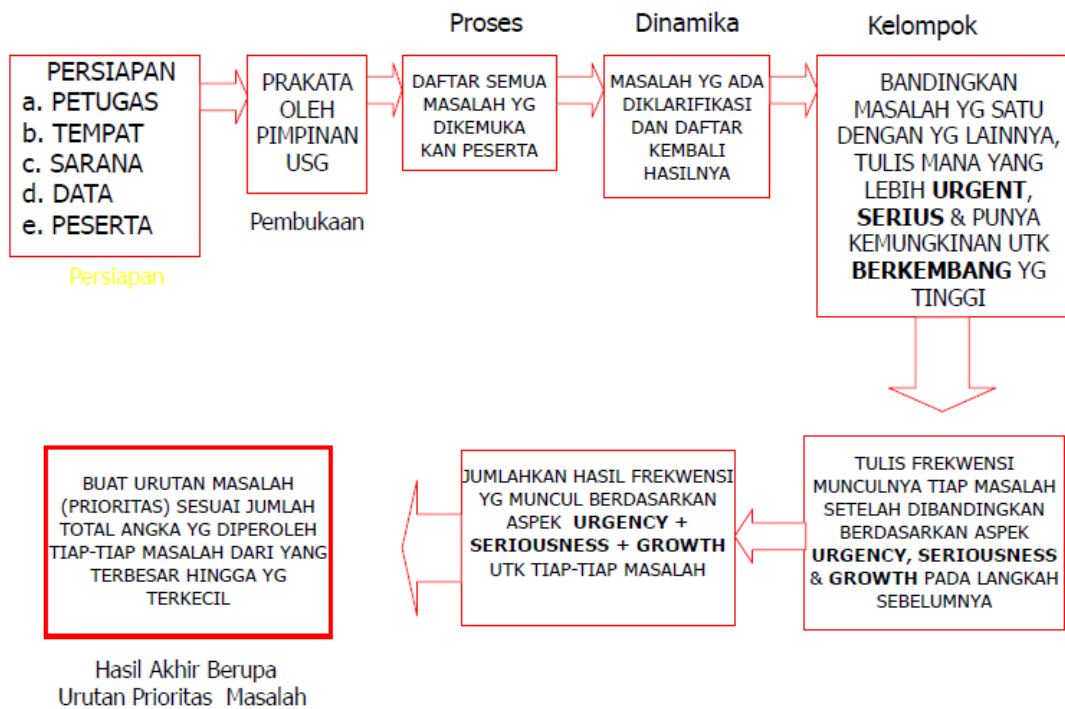 Proses
Dinamika
Kelompok
PERSIAPAN
a. PETUGAS
b. TEMPAT
c. SARANA
d. DATA
e. PESERTA
Persiapan
PRAKATA
OLEH
PIMPINAN
USG
Pembukaan
DAFTAR SEMUA
MASALAH YG
DIKEMUKA
KAN PESERTA
MASALAH YG ADA
DIKLARIFIKASI
DAN DAFTAR
KEMBALI
HASILNYA
BANDINGKAN
MASALAH YG SATU
DENGAN YG LAINNYA,
TULIS MANA YANG
LEBIH URGENT,
SERIUS & PUNYA
KEMUNGKINAN UTK
BERKEMBANG YG
TINGGI
TULIS FREKWENSI
MUNCULNYA TIAP MASALAH
SETELAH DIBANDINGKAN
BERDASARKAN ASPEK
URGENCY, SERIOUSNESS
& GROWTH PADA LANGKAH
SEBELUMNYA
JUMLAHKAN HASIL FREKWENSI
YG MUNCUL BERDASARKAN
ASPEK URGENCY +
SERIOUSNESS + GROWTH
UTK TIAP-TIAP MASALAH
BUAT URUTAN MASALAH
(PRIORITAS) SESUAI JUMLAH
TOTAL ANGKA YG DIPEROLEH
TIAP-TIAP MASALAH DARI YANG
TERBESAR HINGGA YG
TERKECIL
Hasil Akhir Berupa
Urutan Prioritas Masalah